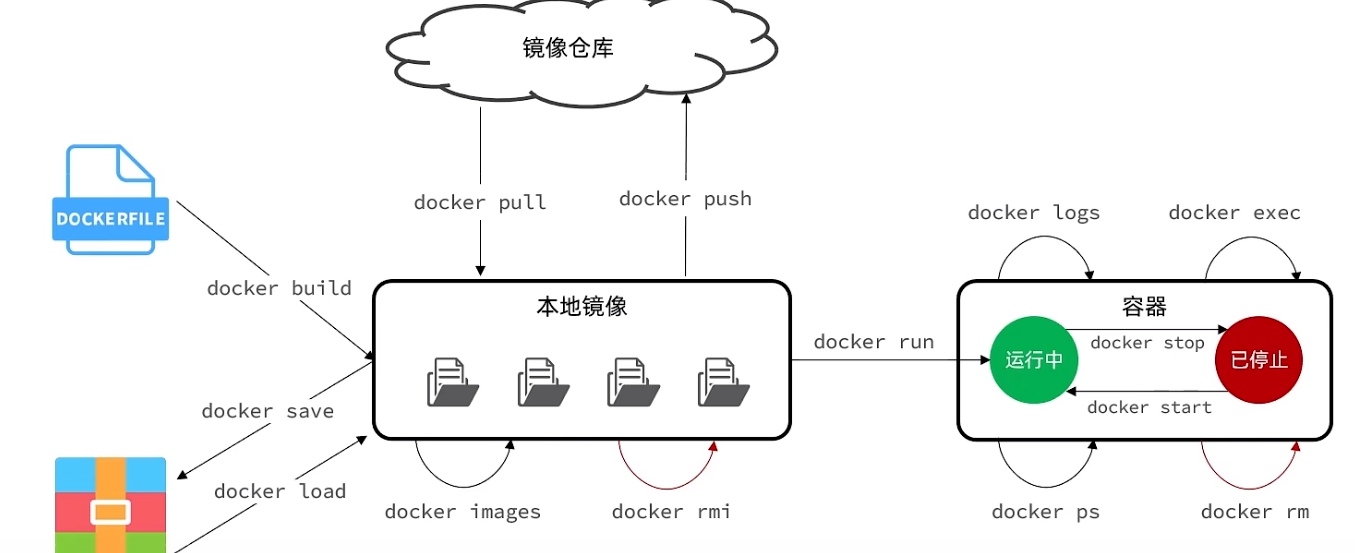 镜像仓库
docker pull
docker push
DOCKERFILE
docker build
docker save
docker load
本地镜像
docker images
docker rmi
docker run
docker logs
docker exec
容器
运行中
docker stop
已停止
docker start
docker ps
docker rm